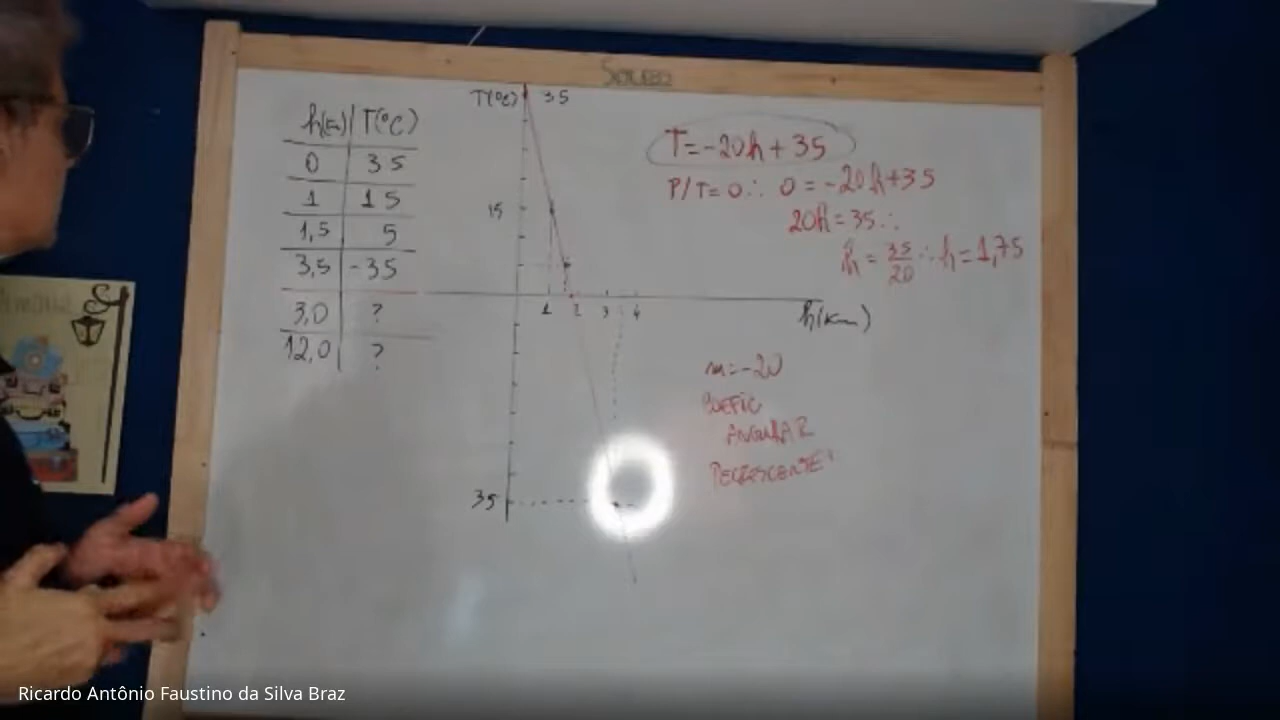 h(km) | T(°C)
0 | 35
1 | 15
1,5 | 5
3,5 | -35
3,0 | ?
12,0 | ?
T(°C) 35
15
1 2 3 4
h(km)
35
T=-20h+35
P/T=0∴ 0=-20h+35
20h=35∴
h=35/20∴h=1,75
m=-20
COEFIC
ANGULAR
DECRESCENTE
Ricardo Antônio Faustino da Silva Braz